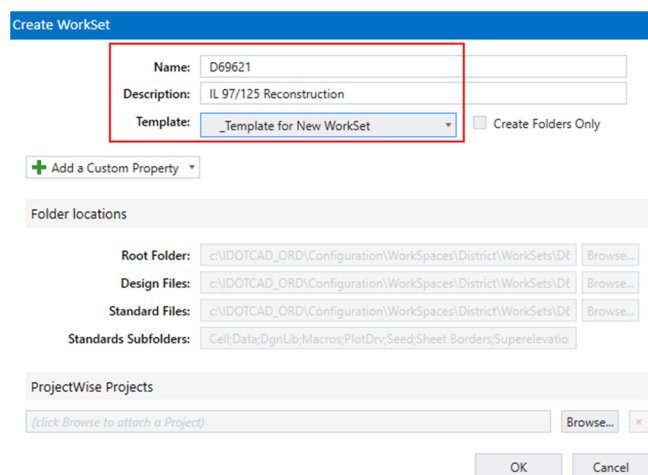 Create WorkSet
Name: D69621
Description: IL 97/125 Reconstruction
Template: _Template for New WorkSet Create Folders Only
Add a Custom Property
Folder locations
Root Folder: c:\IDOTCAD_ORD\Configuration\WorkSpaces\District\WorkSets\D6 Browse...
Design Files: c:\IDOTCAD_ORD\Configuration\WorkSpaces\District\WorkSets\D6 Browse...
Standard Files: c:\IDOTCAD_ORD\Configuration\WorkSpaces\District\WorkSets\D6 Browse...
Standards Subfolders: Cell;Data;DgnLib;Macros;PlotDrv;Seed;Sheet Borders;Superelevatio
ProjectWise Projects
(click Browse to attach a Project) Browse...
OK Cancel